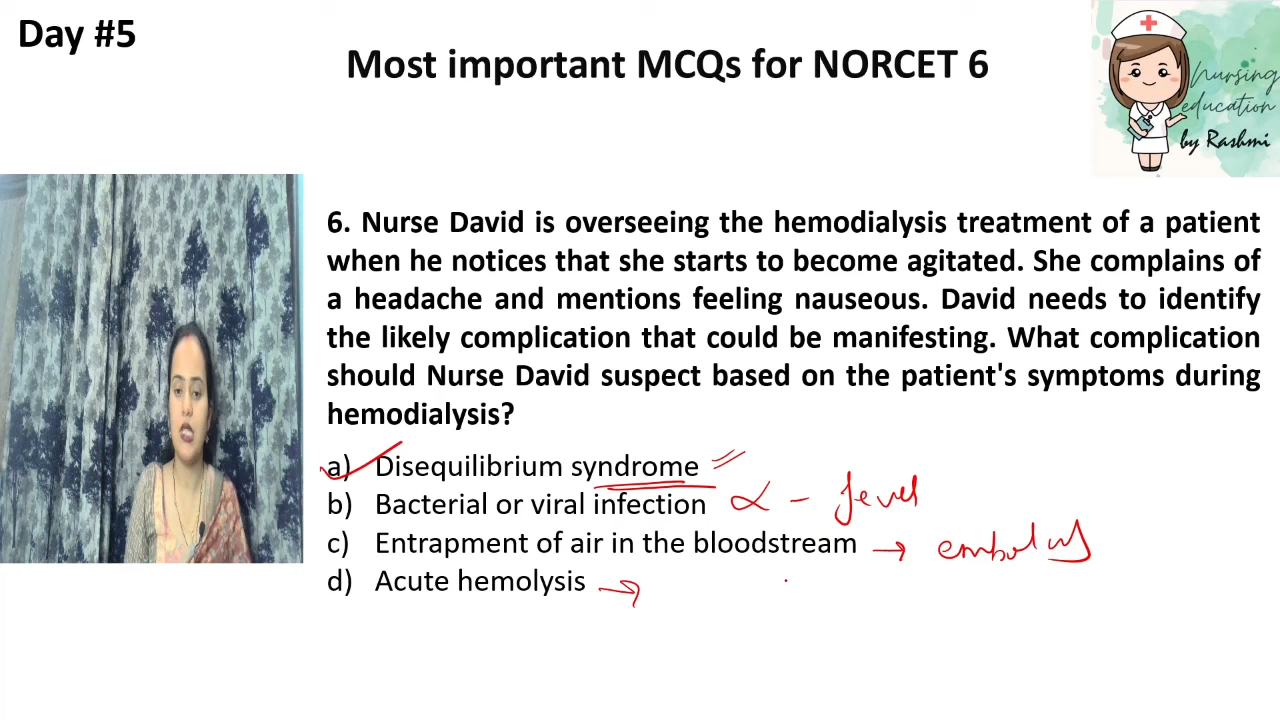 Day #5
Most important MCQs for NORCET 6
Nursing
education
by Rashmi
6. Nurse David is overseeing the hemodialysis treatment of a patient
when he notices that she starts to become agitated. She complains of
a headache and mentions feeling nauseous. David needs to identify
the likely complication that could be manifesting. What complication
should Nurse David suspect based on the patient's symptoms during
hemodialysis?
a) Disequilibrium syndrome
b) Bacterial or viral infection – fever
c) Entrapment of air in the bloodstream → embolus
d) Acute hemolysis →